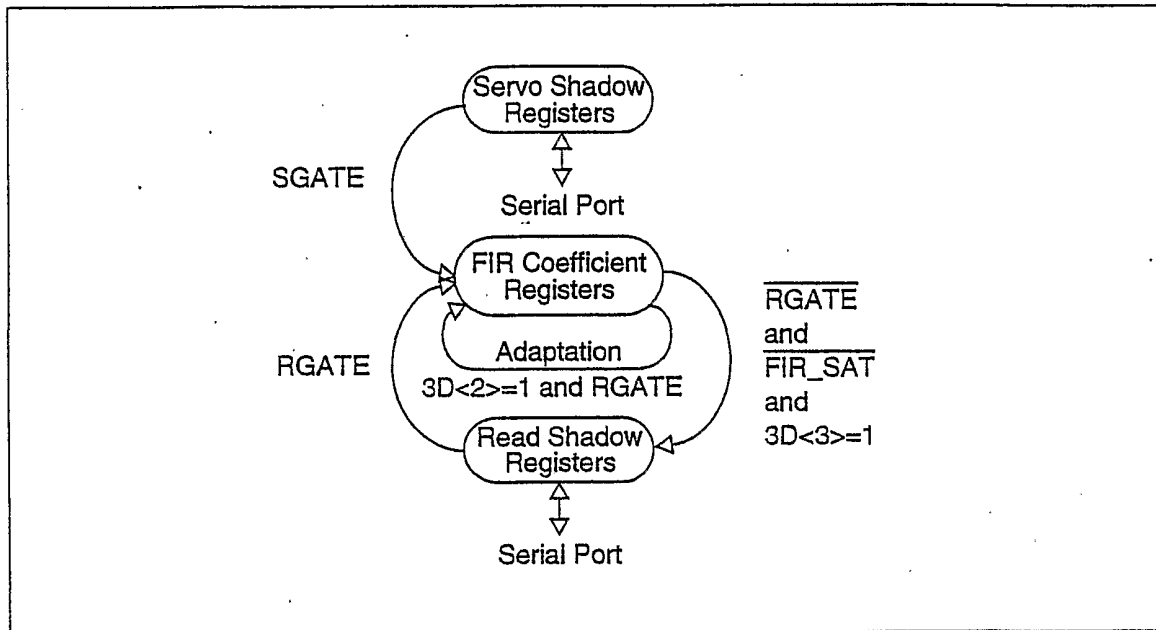 Servo Shadow
Registers
SGATE
Serial Port
FIR Coefficient
Registers
RGATE
and
FIR_SAT
and
3D<3>=1
Adaptation
3D<2>=1 and RGATE
RGATE
Read Shadow
Registers
Serial Port